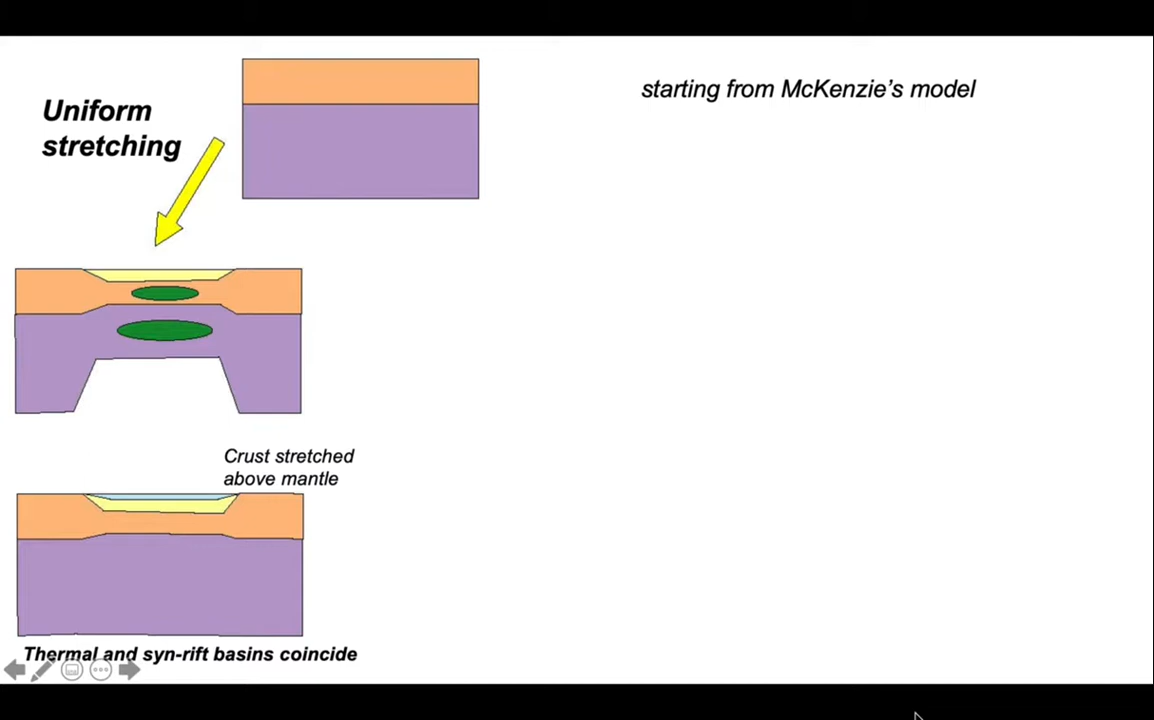 Uniform
stretching
starting from McKenzie's model
Crust stretched
above mantle
Thermal and syn-rift basins coincide